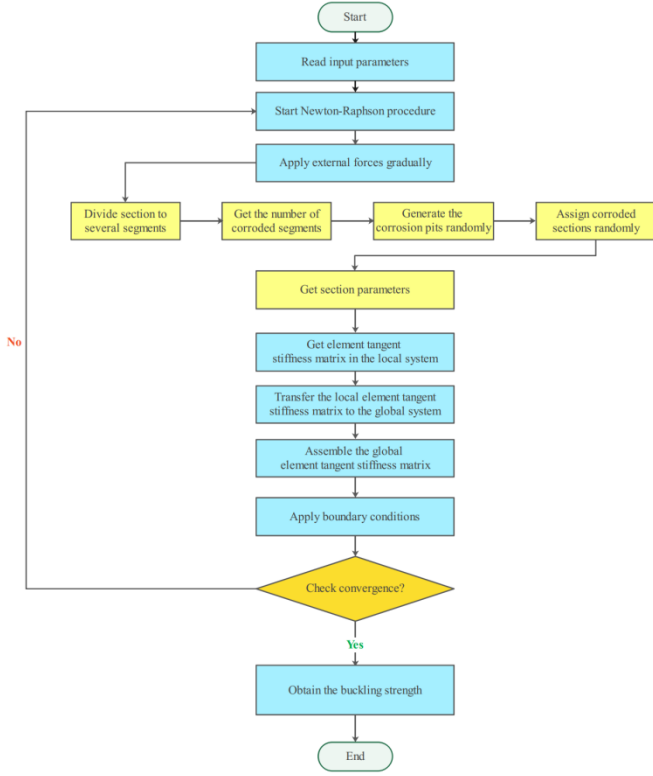 Start
Read input parameters
Start Newton-Raphson procedure
Apply external forces gradually
Divide section to
several segments
Get the number of
corroded segments
Generate the
corrosion pits randomly
Assign corroded
sections randomly
Get section parameters
No
Get element tangent
stiffness matrix in the local system
Transfer the local element tangent
stiffness matrix to the global system
Assemble the global
element tangent stiffness matrix
Apply boundary conditions
Check convergence?
Yes
Obtain the buckling strength
End